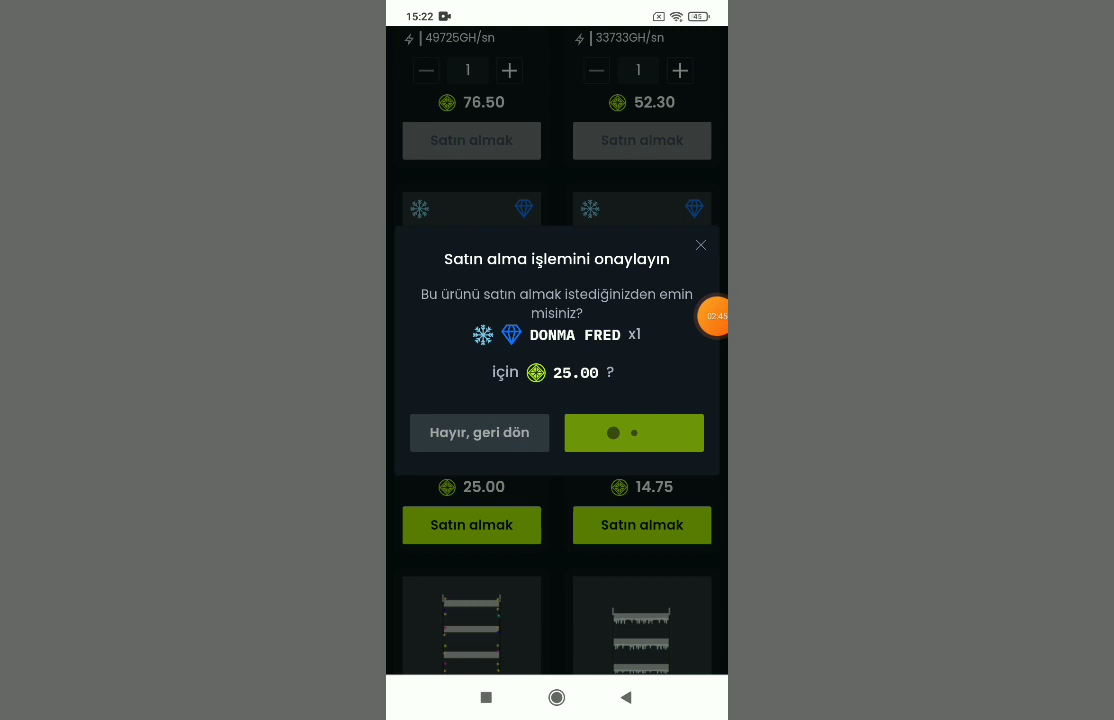 15:22
45
49725GH/sn
33733GH/sn
1
1
76.50
52.30
Satın almak
Satın almak
Satın alma işlemini onaylayın
Bu ürünü satın almak istediğinizden emin
misiniz?
DONMA FRED x1
02:45
için 25.00 ?
Hayır, geri dön
25.00
14.75
Satın almak
Satın almak